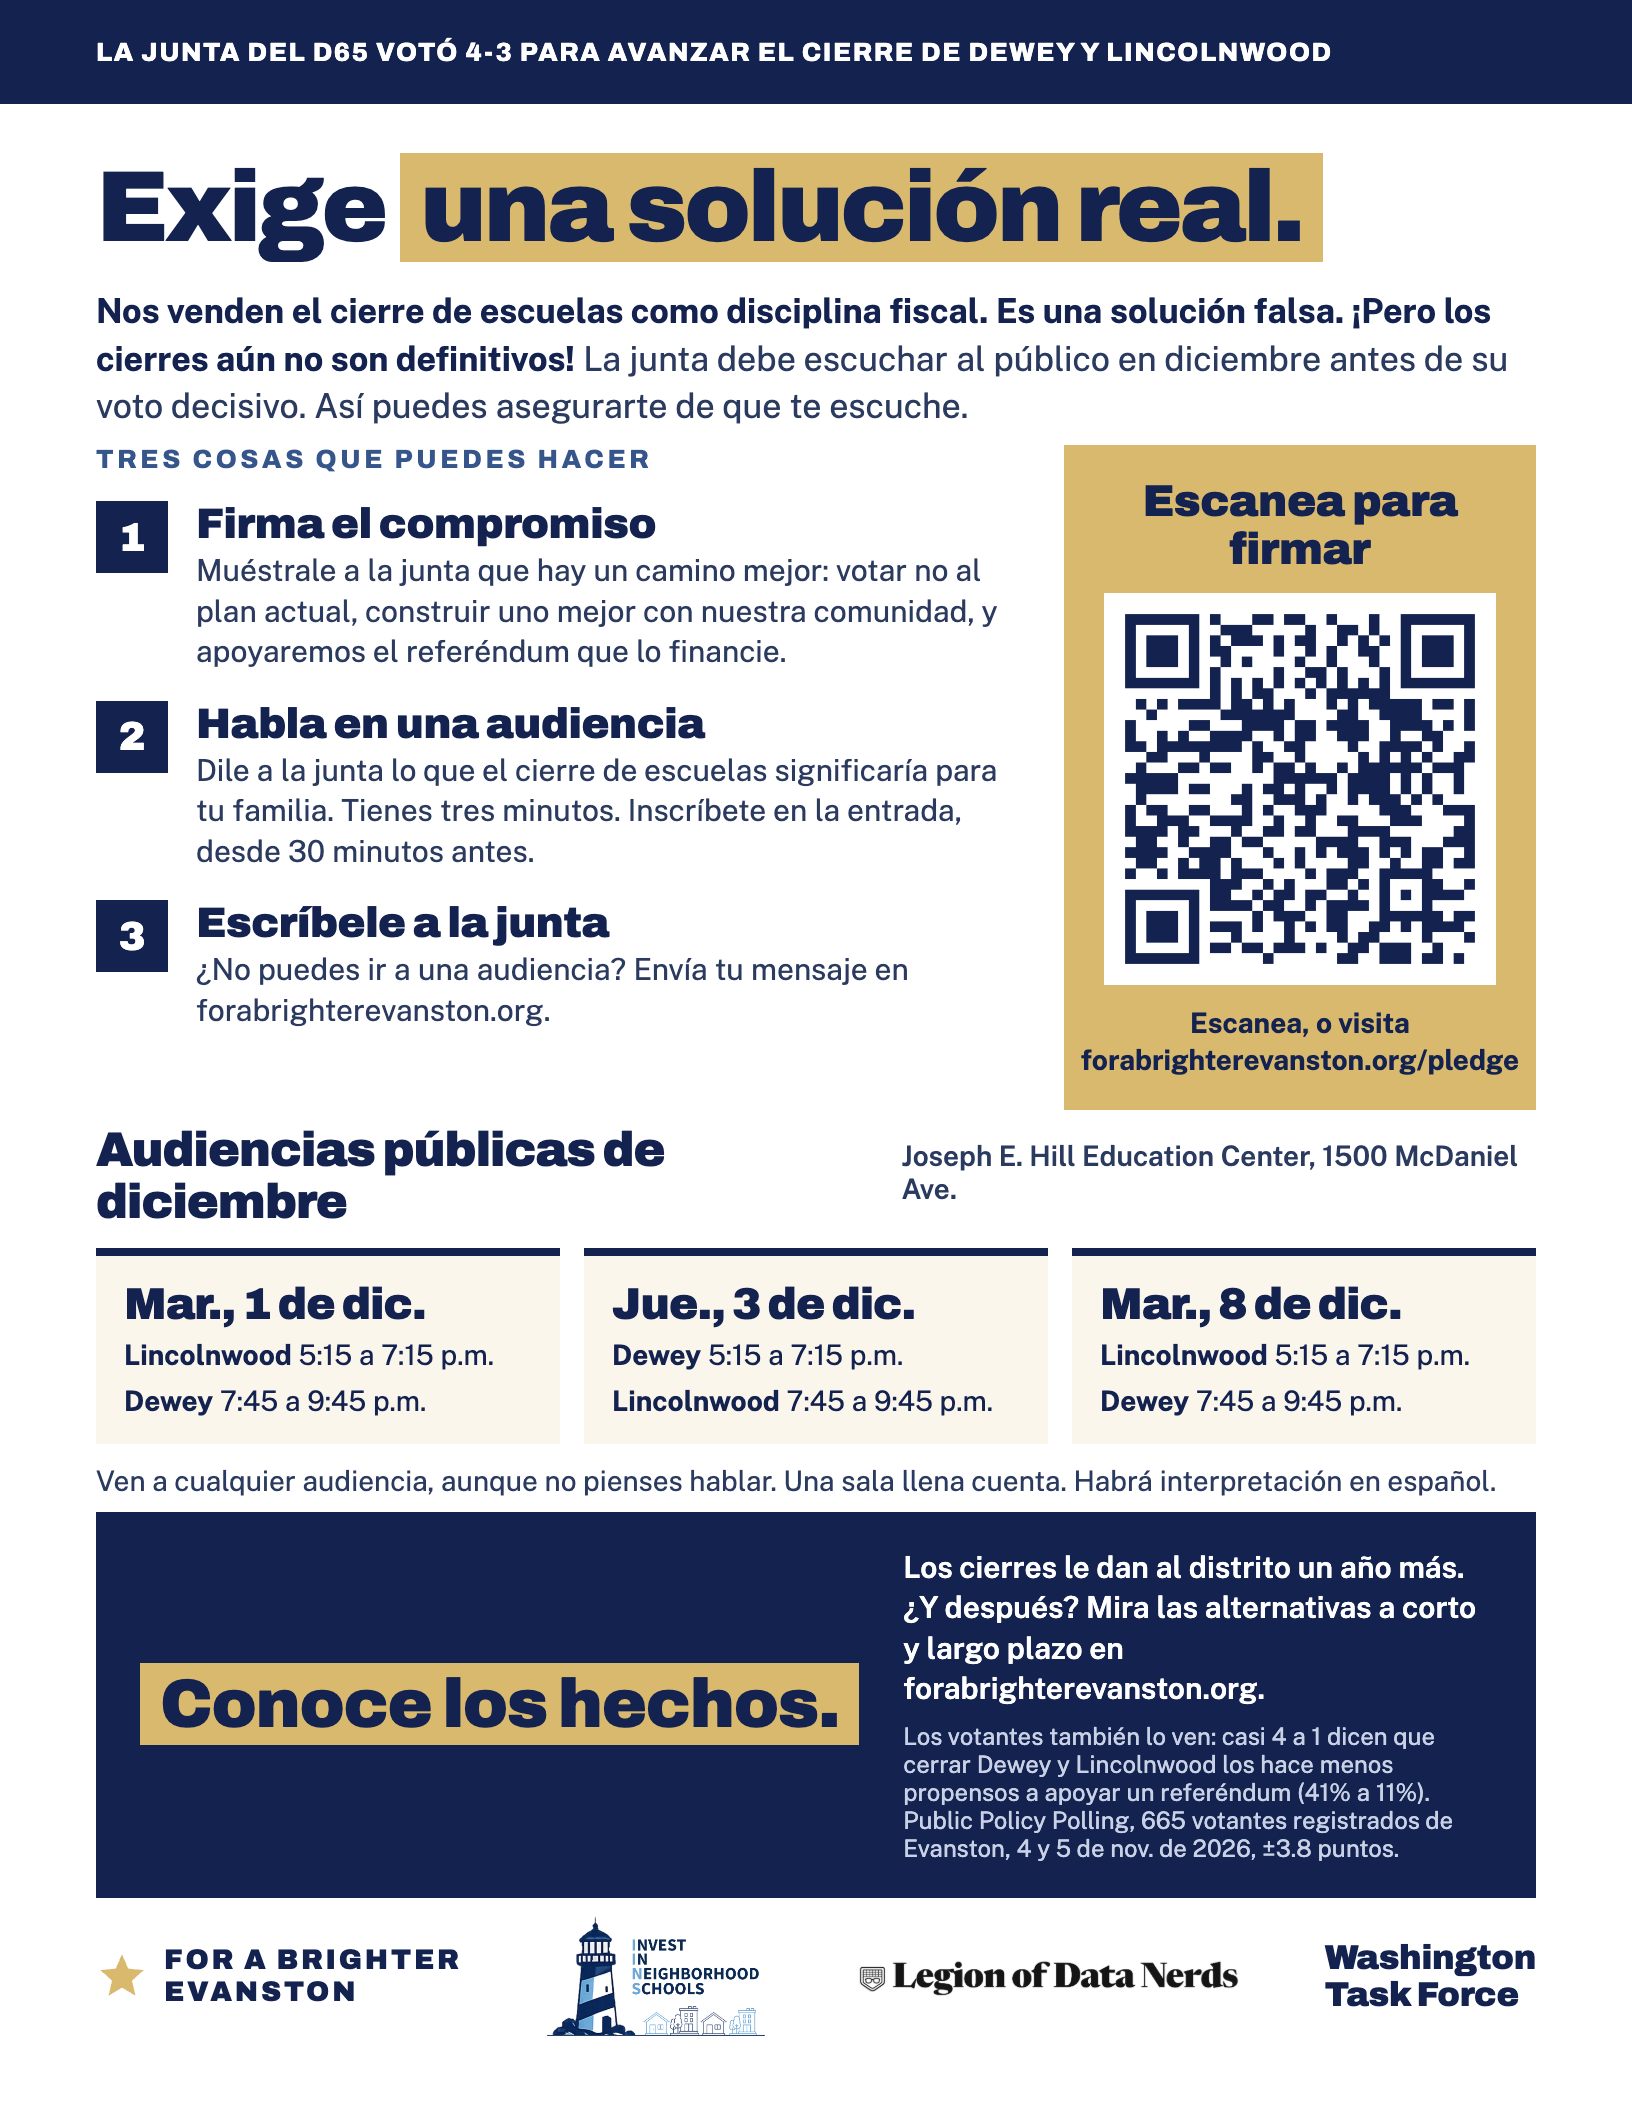 LA JUNTA DEL D65 VOTÓ 4-3 PARA AVANZAR EL CIERRE DE DEWEY Y LINCOLNWOOD
Exige una solución real.
Nos venden el cierre de escuelas como disciplina fiscal. Es una solución falsa. ¡Pero los
cierres aún no son definitivos! La junta debe escuchar al público en diciembre antes de su
voto decisivo. Así puedes asegurarte de que te escuche.
TRES COSAS QUE PUEDES HACER
1
Firma el compromiso
Muéstrale a la junta que hay un camino mejor: votar no al
plan actual, construir uno mejor con nuestra comunidad, y
apoyaremos el referéndum que lo financie.
2
Habla en una audiencia
Dile a la junta lo que el cierre de escuelas significaría para
tu familia. Tienes tres minutos. Inscríbete en la entrada,
desde 30 minutos antes.
3
Escríbele a la junta
¿No puedes ir a una audiencia? Envía tu mensaje en
forabrighterevanston.org.
Escanea para
firmar
Escanea, o visita
forabrighterevanston.org/pledge
Audiencias públicas de
diciembre
Joseph E. Hill Education Center, 1500 McDaniel
Ave.
Mar., 1 de dic.
Lincolnwood 5:15 a 7:15 p.m.
Dewey 7:45 a 9:45 p.m.
Jue., 3 de dic.
Dewey 5:15 a 7:15 p.m.
Lincolnwood 7:45 a 9:45 p.m.
Mar., 8 de dic.
Lincolnwood 5:15 a 7:15 p.m.
Dewey 7:45 a 9:45 p.m.
Ven a cualquier audiencia, aunque no pienses hablar. Una sala llena cuenta. Habrá interpretación en español.
Conoce los hechos.
Los cierres le dan al distrito un año más.
¿Y después? Mira las alternativas a corto
y largo plazo en
forabrighterevanston.org.
Los votantes también lo ven: casi 4 a 1 dicen que
cerrar Dewey y Lincolnwood los hace menos
propensos a apoyar un referéndum (41% a 11%).
Public Policy Polling, 665 votantes registrados de
Evanston, 4 y 5 de nov. de 2026, ±3.8 puntos.
FOR A BRIGHTER
EVANSTON
INVEST
IN
NEIGHBORHOOD
SCHOOLS
Legion of Data Nerds
Washington
Task Force